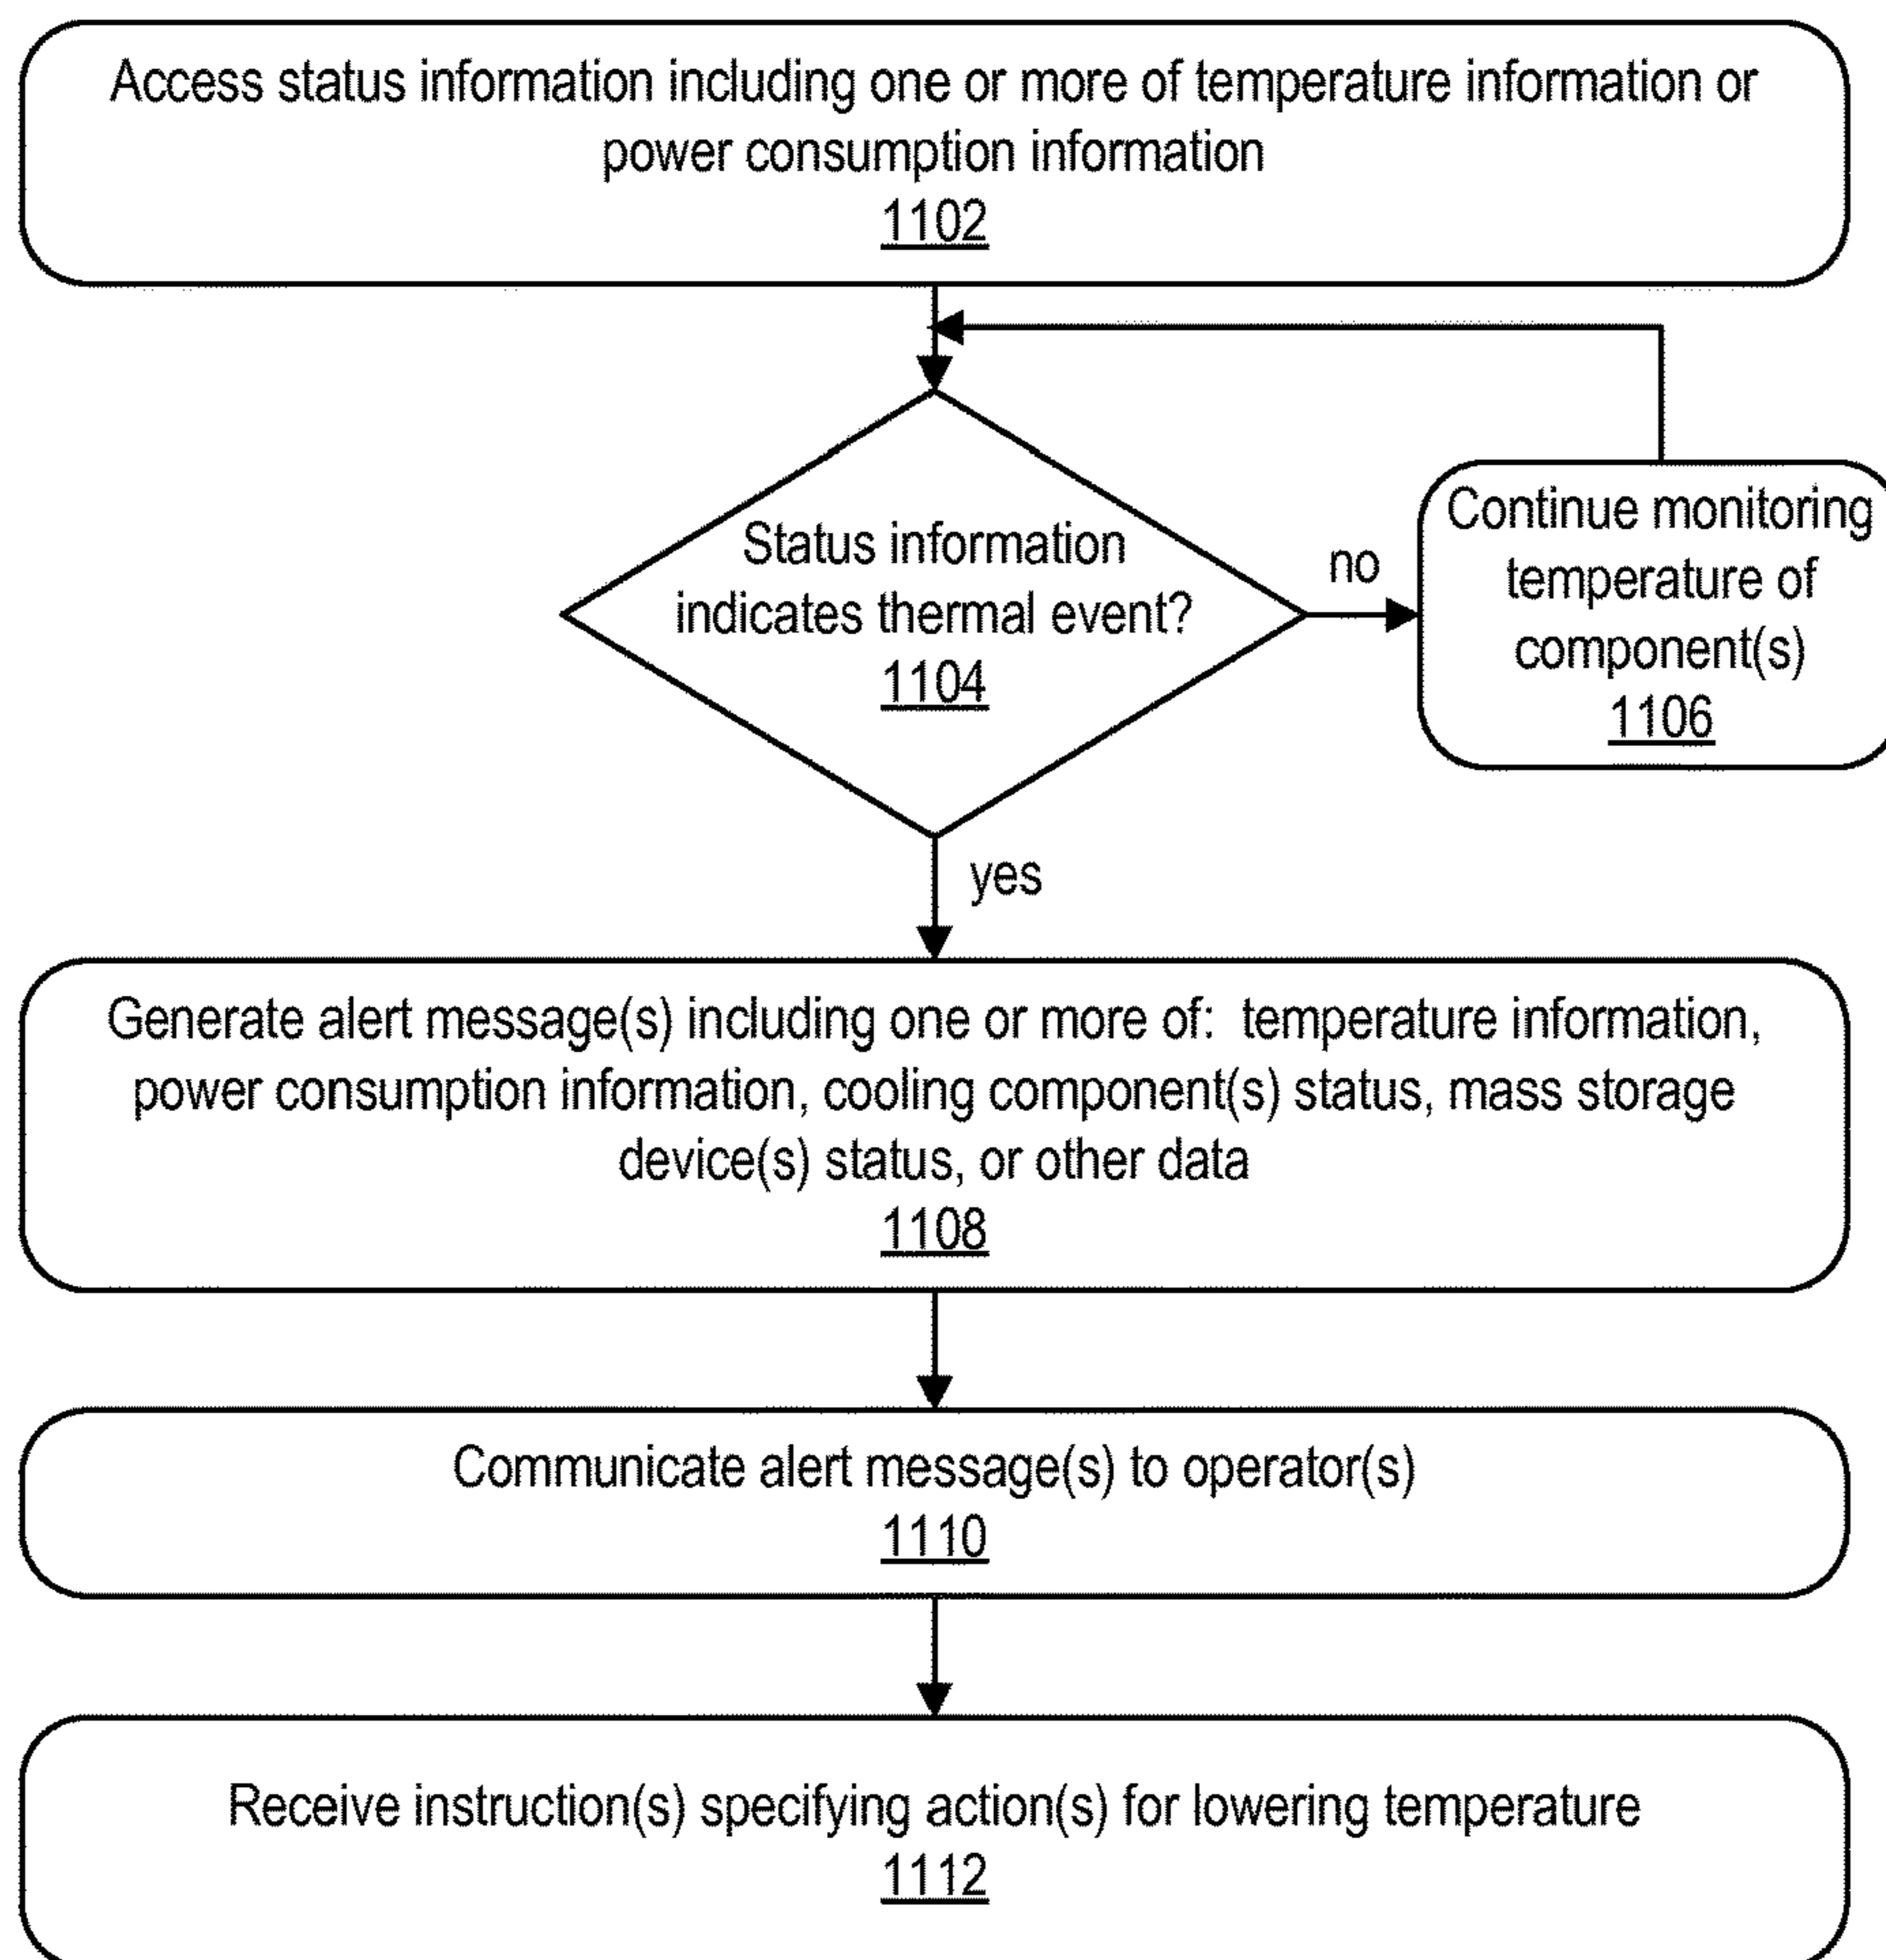 Access status information including one or more of temperature information or
power consumption information
1102
Status information
indicates thermal event?
1104
no
Continue monitoring
temperature of
component(s)
1106
yes
Generate alert message(s) including one or more of: temperature information,
power consumption information, cooling component(s) status, mass storage
device(s) status, or other data
1108
Communicate alert message(s) to operator(s)
1110
Receive instruction(s) specifying action(s) for lowering temperature
1112